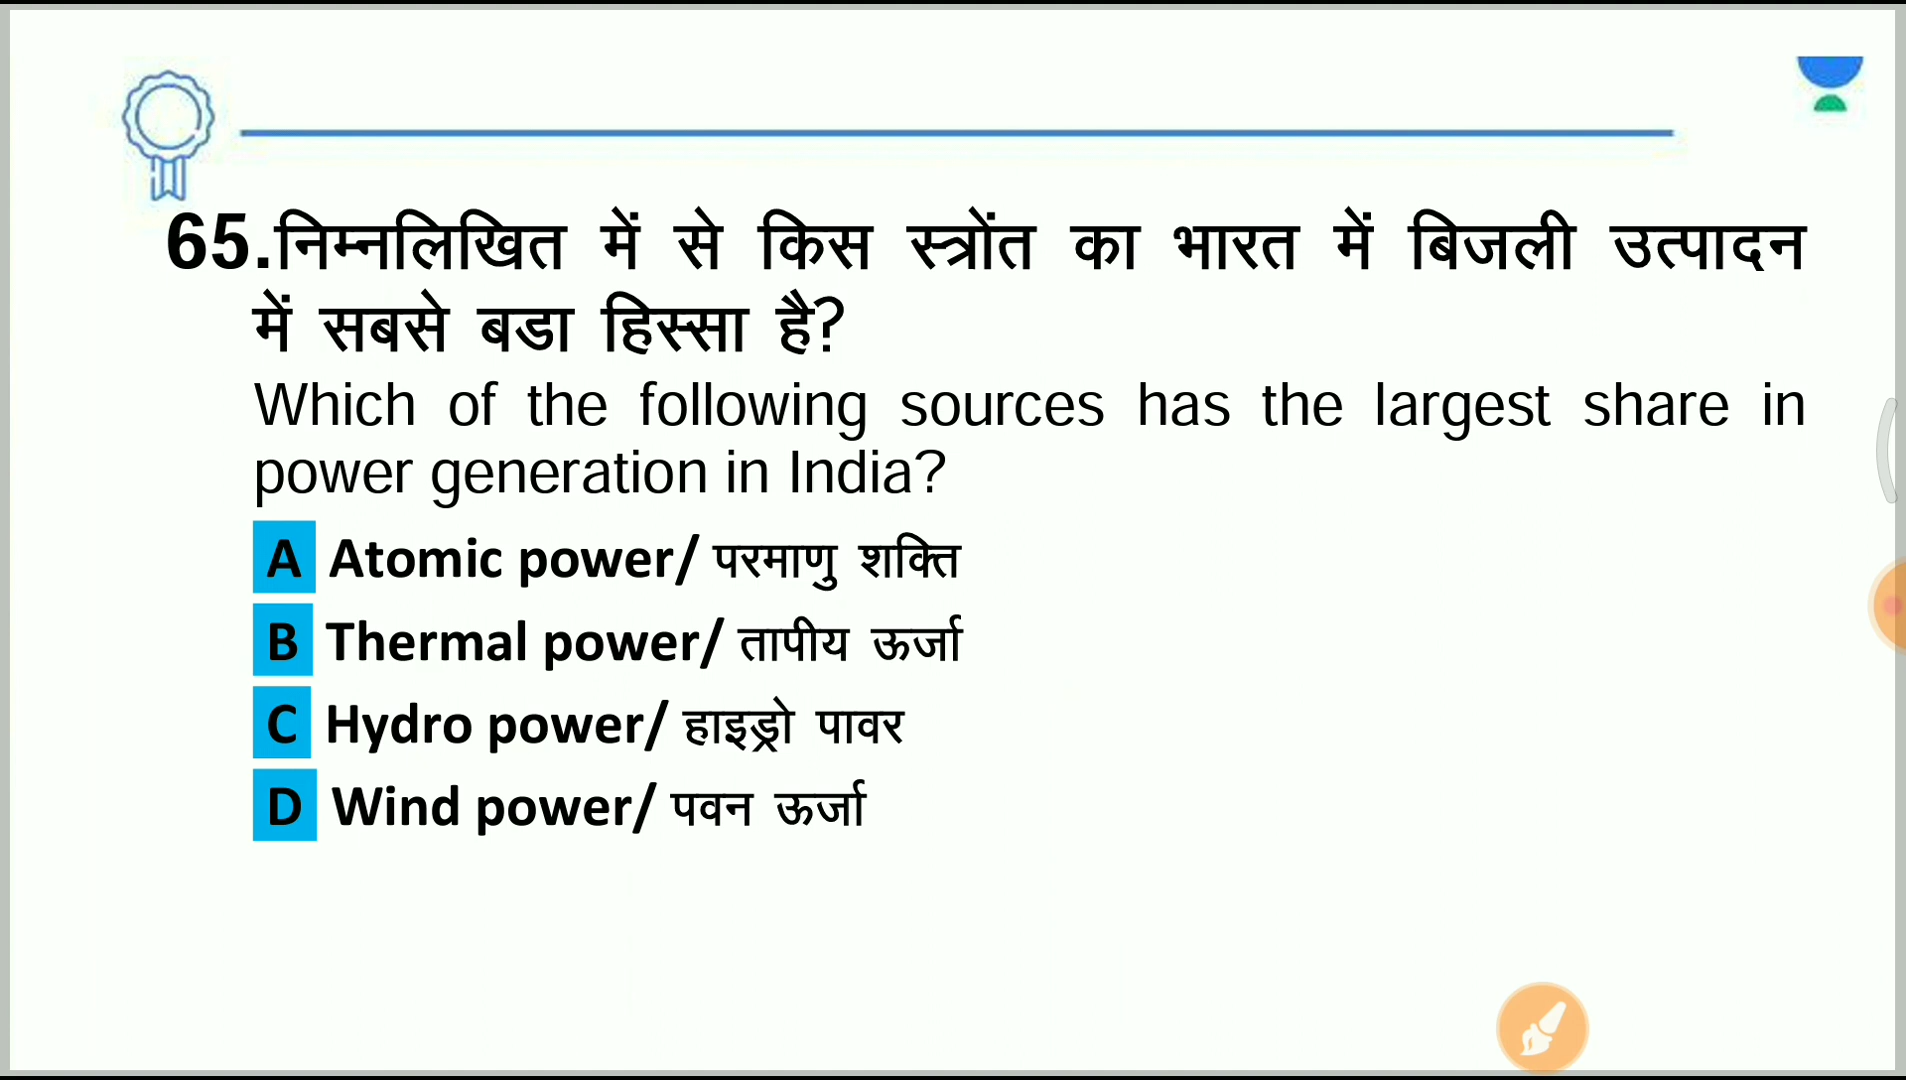 65.निम्नलिखित में से किस स्त्रोंत का भारत में बिजली उत्पादन
में सबसे बडा हिस्सा है?
Which of the following sources has the largest share in
power generation in India?
A Atomic power/ परमाणु शक्ति
B Thermal power/ तापीय ऊर्जा
C Hydro power/ हाइड्रो पावर
D Wind power/ पवन ऊर्जा